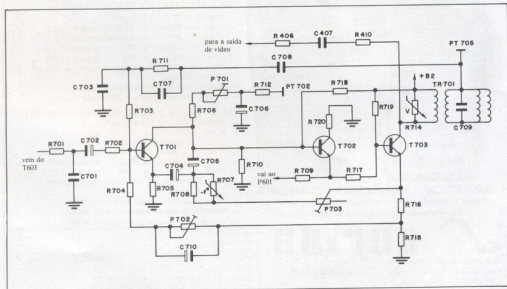 para a saída
de vídeo
R406
C407
R410
PT 705
R711
C708
C703
C707
P701
R712
PT 702
R718
+B2
TR701
R703
R706
C706
R719
V
R714
C709
R701
C702
R702
T701
R720
T702
T703
vem do
T603
C704
C705
R710
C701
vai ao
P601
R709
R717
R704
R705
R708
-t°
R707
P703
R716
P702
R715
C710